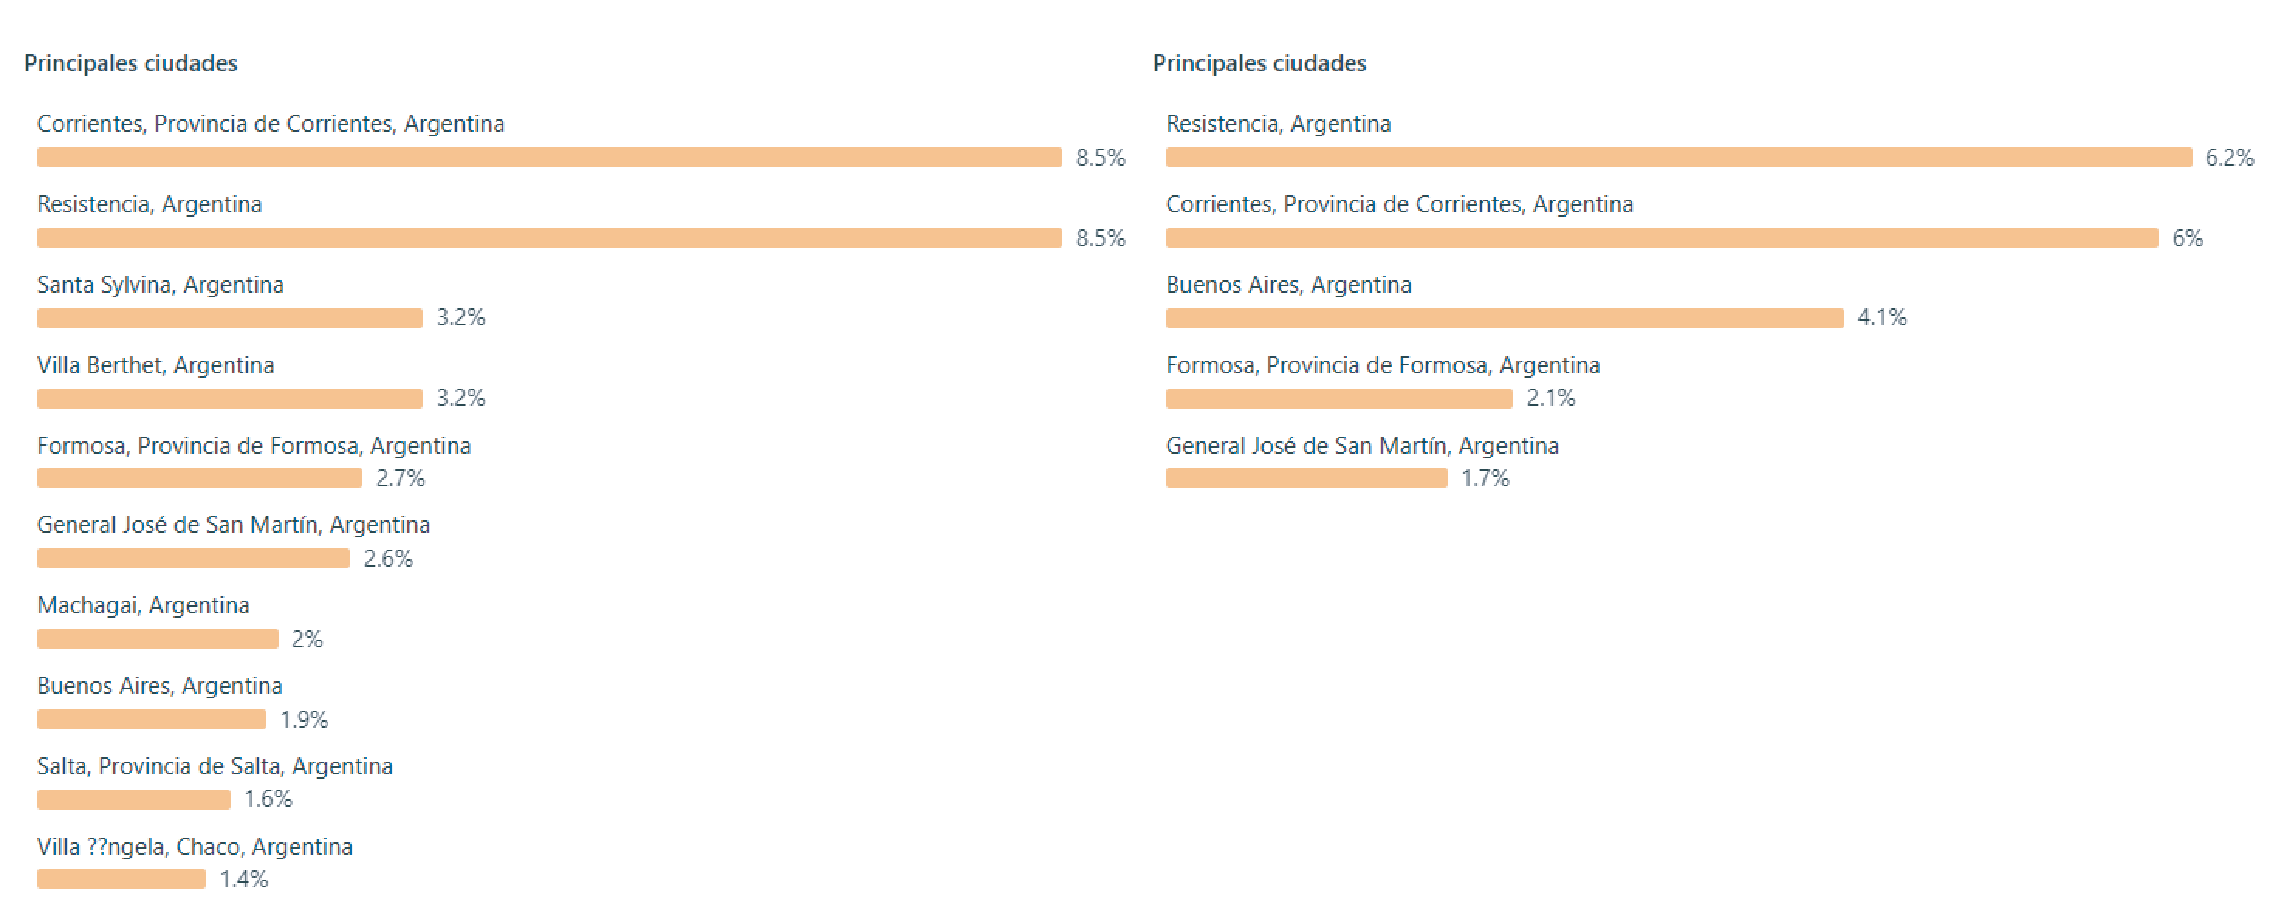 Principales ciudades
Corrientes, Provincia de Corrientes, Argentina
8.5%
Resistencia, Argentina
8.5%
Santa Sylvina, Argentina
3.2%
Villa Berthet, Argentina
3.2%
Formosa, Provincia de Formosa, Argentina
2.7%
General José de San Martín, Argentina
2.6%
Machagai, Argentina
2%
Buenos Aires, Argentina
1.9%
Salta, Provincia de Salta, Argentina
1.6%
Villa ??ngela, Chaco, Argentina
1.4%
Principales ciudades
Resistencia, Argentina
6.2%
Corrientes, Provincia de Corrientes, Argentina
6%
Buenos Aires, Argentina
4.1%
Formosa, Provincia de Formosa, Argentina
2.1%
General José de San Martín, Argentina
1.7%